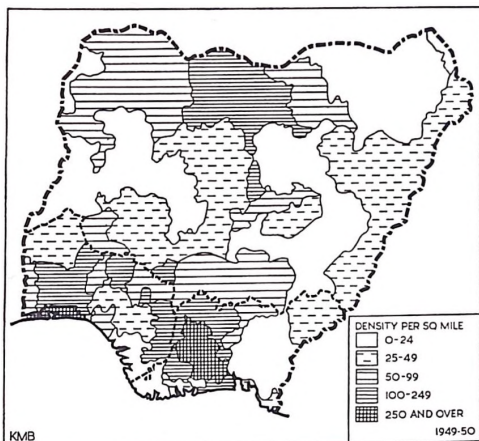 DENSITY PER SQ MILE
0-24
25-49
50-99
100-249
250 AND OVER
1949-50
KMB